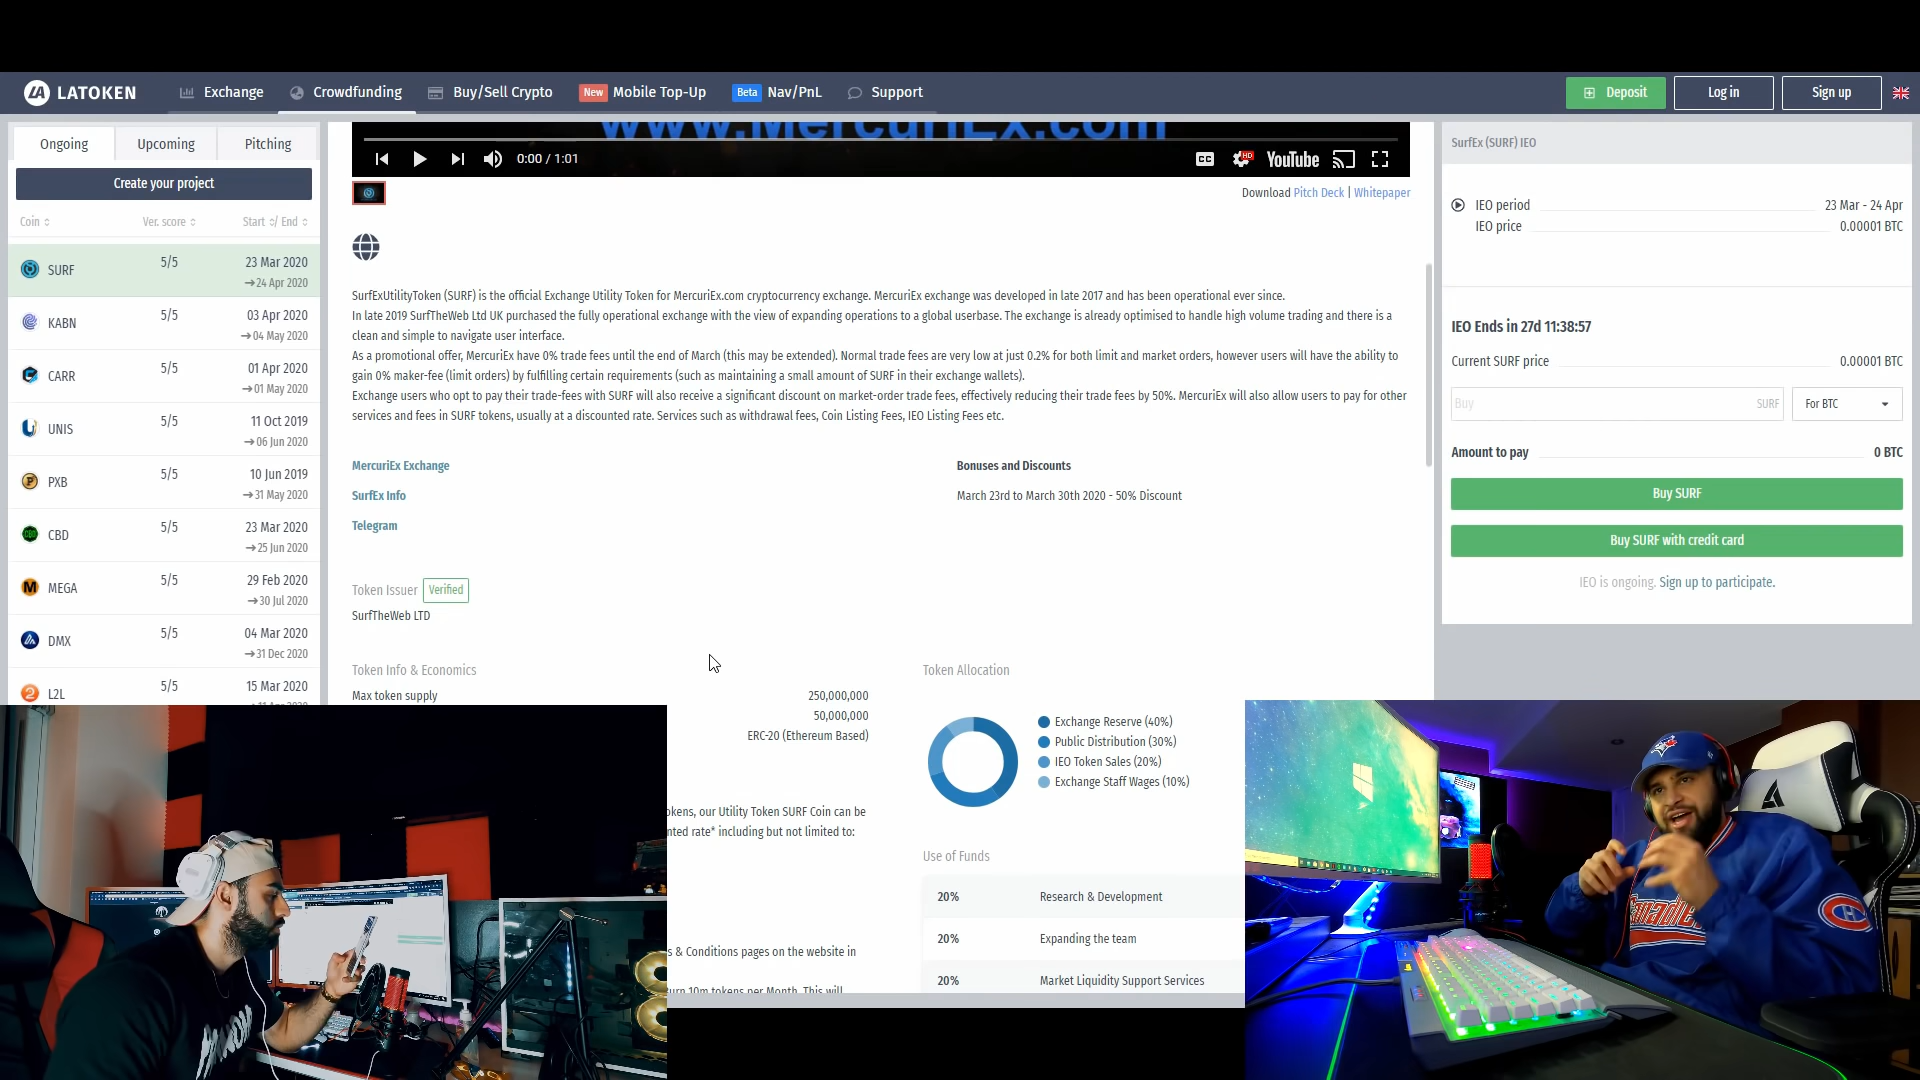 LATOKEN
Exchange
Crowdfunding
Buy/Sell Crypto
New Mobile Top-Up
Beta Nav/PnL
Support
Deposit
Log in
Sign up
Ongoing
Upcoming
Pitching
Create your project
Coin
Ver. score
Start / End
SURF 5/5 23 Mar 2020
→24 Apr 2020
KABN 5/5 03 Apr 2020
→04 May 2020
CARR 5/5 01 Apr 2020
→01 May 2020
UNIS 5/5 11 Oct 2019
→06 Jun 2020
PXB 5/5 10 Jun 2019
→31 May 2020
CBD 5/5 23 Mar 2020
→25 Jun 2020
MEGA 5/5 29 Feb 2020
→30 Jul 2020
DMX 5/5 04 Mar 2020
→31 Dec 2020
L2L 5/5 15 Mar 2020
www.MercuriEx.com
0:00 / 1:01
CC
HD
YouTube
Download Pitch Deck | Whitepaper
SurfExUtilityToken (SURF) is the official Exchange Utility Token for MercuriEx.com cryptocurrency exchange. MercuriEx exchange was developed in late 2017 and has been operational ever since.
In late 2019 SurfTheWeb Ltd UK purchased the fully operational exchange with the view of expanding operations to a global userbase. The exchange is already optimised to handle high volume trading and there is a
clean and simple to navigate user interface.
As a promotional offer, MercuriEx have 0% trade fees until the end of March (this may be extended). Normal trade fees are very low at just 0.2% for both limit and market orders, however users will have the ability to
gain 0% maker-fee (limit orders) by fulfilling certain requirements (such as maintaining a small amount of SURF in their exchange wallets).
Exchange users who opt to pay their trade-fees with SURF will also receive a significant discount on market-order trade fees, effectively reducing their trade fees by 50%. MercuriEx will also allow users to pay for other
services and fees in SURF tokens, usually at a discounted rate. Services such as withdrawal fees, Coin Listing Fees, IEO Listing Fees etc.
MercuriEx Exchange
SurfEx Info
Telegram
Bonuses and Discounts
March 23rd to March 30th 2020 - 50% Discount
Token Issuer Verified
SurfTheWeb LTD
Token Info & Economics
Max token supply 250,000,000
50,000,000
ERC-20 (Ethereum Based)
okens, our Utility Token SURF Coin can be
nted rate* including but not limited to:
s & Conditions pages on the website in
urn 10m tokens per Month. This will
Token Allocation
Exchange Reserve (40%)
Public Distribution (30%)
IEO Token Sales (20%)
Exchange Staff Wages (10%)
Use of Funds
20% Research & Development
20% Expanding the team
20% Market Liquidity Support Services
SurfEx (SURF) IEO
IEO period 23 Mar - 24 Apr
IEO price 0.00001 BTC
IEO Ends in 27d 11:38:57
Current SURF price 0.00001 BTC
Buy SURF
For BTC
Amount to pay 0 BTC
Buy SURF
Buy SURF with credit card
IEO is ongoing. Sign up to participate.
Canadie